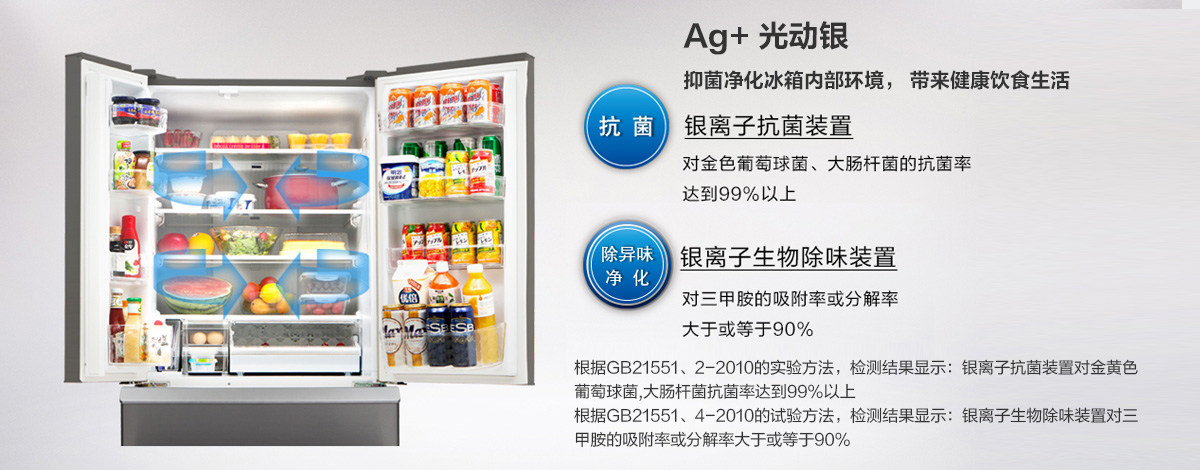 Ag+ 光动银
抑菌净化冰箱内部环境， 带来健康饮食生活
抗 菌
银离子抗菌装置
对金色葡萄球菌、大肠杆菌的抗菌率
达到99%以上
除异味
净 化
银离子生物除味装置
对三甲胺的吸附率或分解率
大于或等于90%
根据GB21551、2-2010的实验方法，检测结果显示：银离子抗菌装置对金黄色
葡萄球菌,大肠杆菌抗菌率达到99%以上
根据GB21551、4-2010的试验方法，检测结果显示：银离子生物除味装置对三
甲胺的吸附率或分解率大于或等于90%